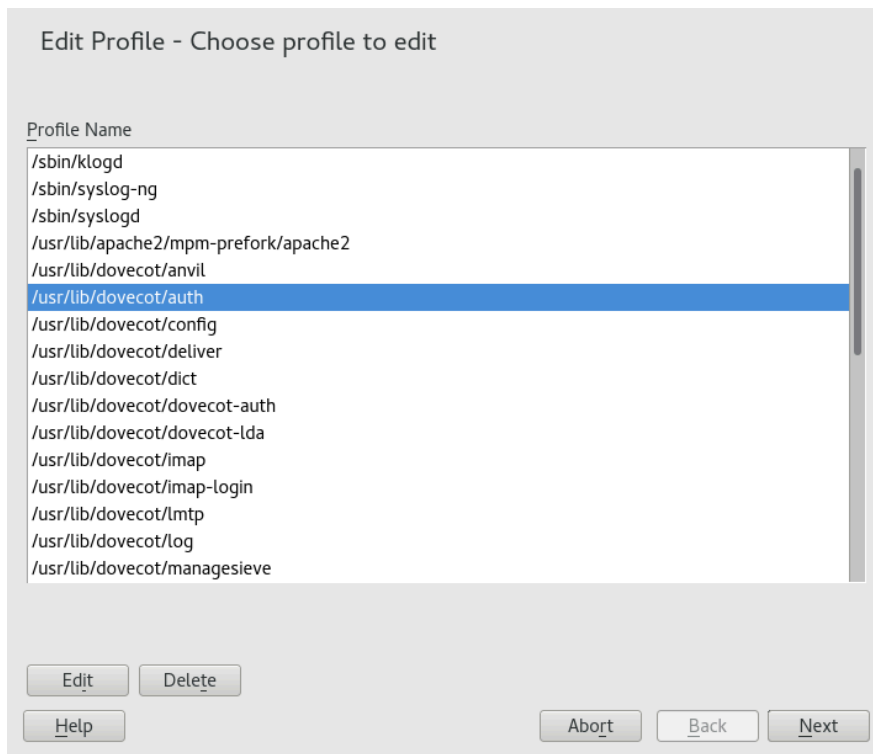 Edit Profile - Choose profile to edit
Profile Name
/sbin/klogd
/sbin/syslog-ng
/sbin/syslogd
/usr/lib/apache2/mpm-prefork/apache2
/usr/lib/dovecot/anvil
/usr/lib/dovecot/auth
/usr/lib/dovecot/config
/usr/lib/dovecot/deliver
/usr/lib/dovecot/dict
/usr/lib/dovecot/dovecot-auth
/usr/lib/dovecot/dovecot-lda
/usr/lib/dovecot/imap
/usr/lib/dovecot/imap-login
/usr/lib/dovecot/lmtp
/usr/lib/dovecot/log
/usr/lib/dovecot/managesieve
Edit Delete
Help Abort Back Next